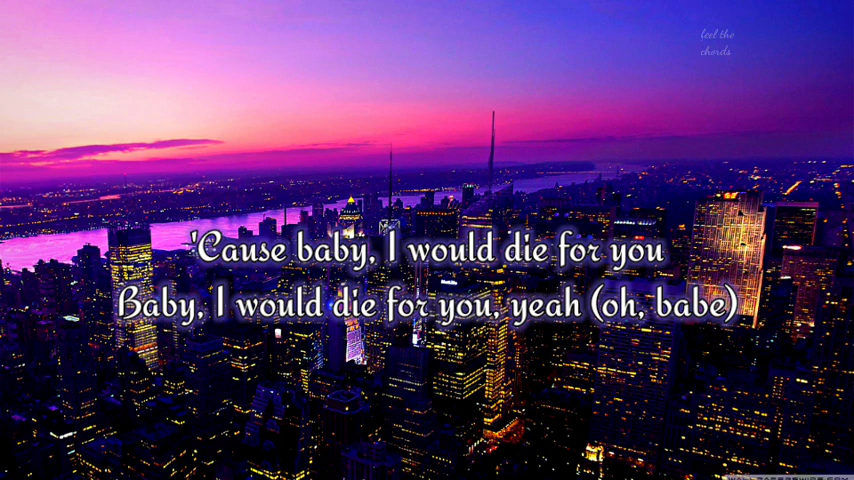 feel the
chords
'Cause baby, I would die for you
Baby, I would die for you, yeah (oh, babe)